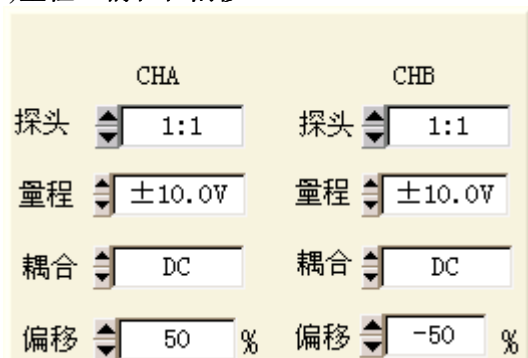 CHA CHB
探头 1:1 探头 1:1
量程 ±10.0V 量程 ±10.0V
耦合 DC 耦合 DC
偏移 50 % 偏移 -50 %